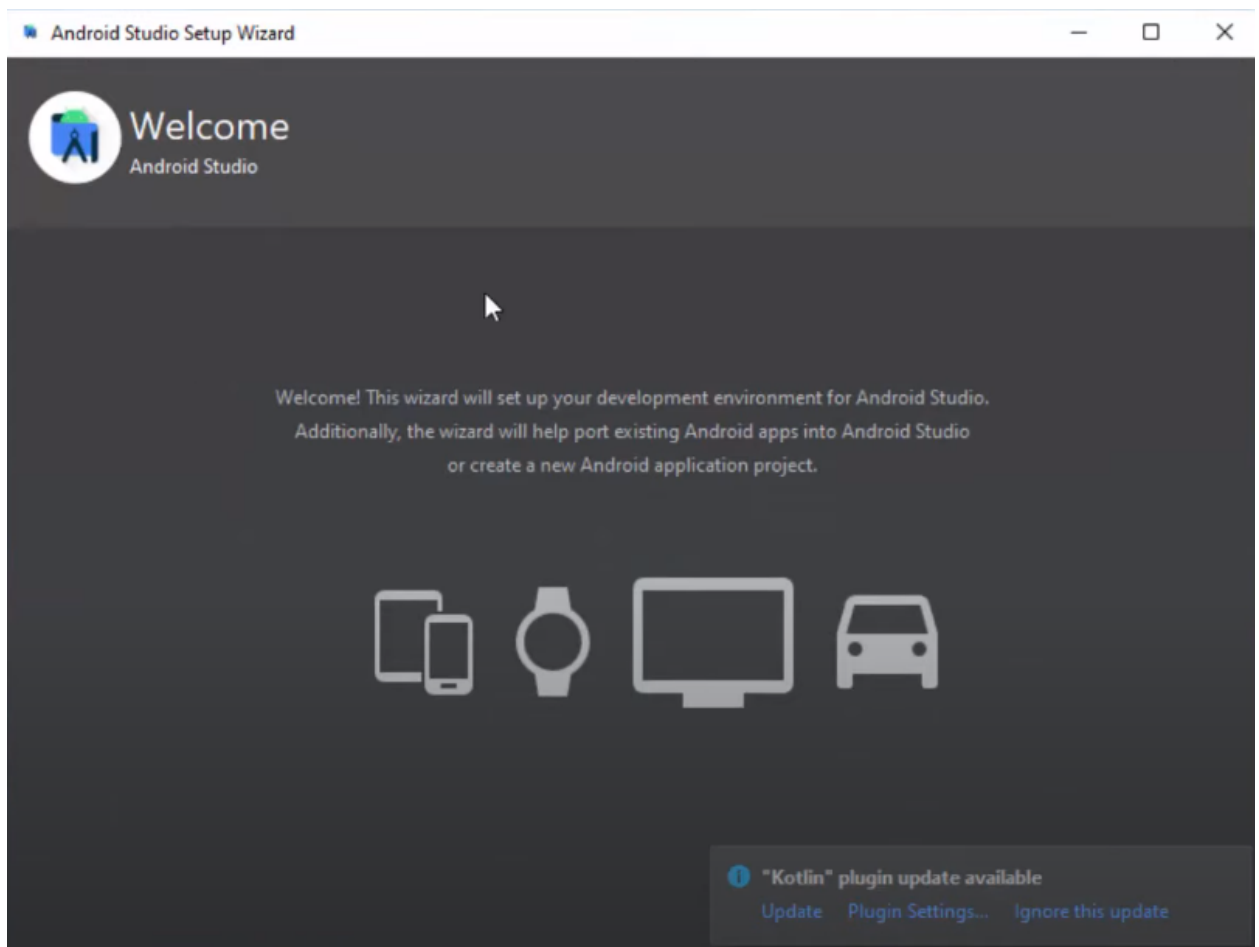 Android Studio Setup Wizard
Welcome
Android Studio
Welcome! This wizard will set up your development environment for Android Studio.
Additionally, the wizard will help port existing Android apps into Android Studio
or create a new Android application project.
"Kotlin" plugin update available
Update Plugin Settings... Ignore this update